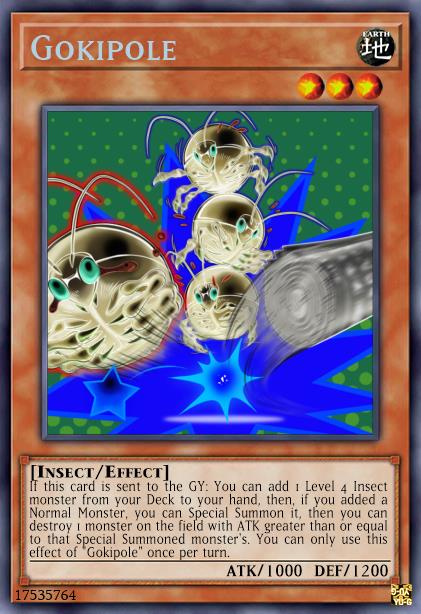 Gokipole
EARTH
地
[Insect/Effect]
If this card is sent to the GY: You can add 1 Level 4 Insect
monster from your Deck to your hand, then, if you added a
Normal Monster, you can Special Summon it, then you can
destroy 1 monster on the field with ATK greater than or equal
to that Special Summoned monster's. You can only use this
effect of "Gokipole" once per turn.
ATK/1000 DEF/1200
17535764